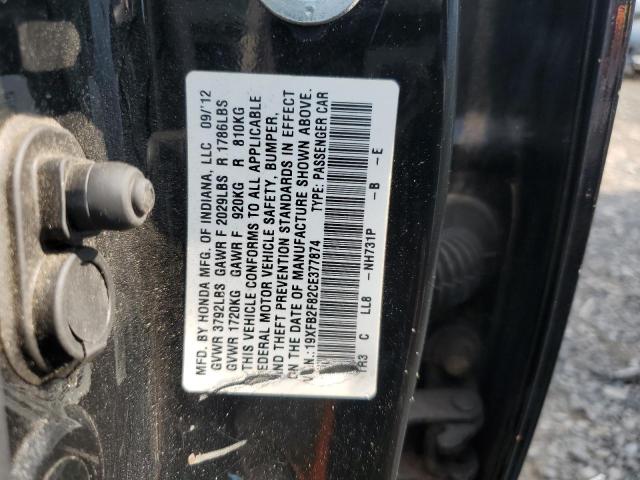 MFD. BY HONDA MFG. OF INDIANA, LLC 09/'12
GVWR 3792LBS GAWR F 2029LBS R 1786LBS
GVWR 1720KG GAWR F 920KG R 810KG
THIS VEHICLE CONFORMS TO ALL APPLICABLE
FEDERAL MOTOR VEHICLE SAFETY, BUMPER,
AND THEFT PREVENTION STANDARDS IN EFFECT
ON THE DATE OF MANUFACTURE SHOWN ABOVE.
V.I.N.:19XFB2F82CE377874 TYPE: PASSENGER CAR
TR3 C LL8 -NH731P -B -E